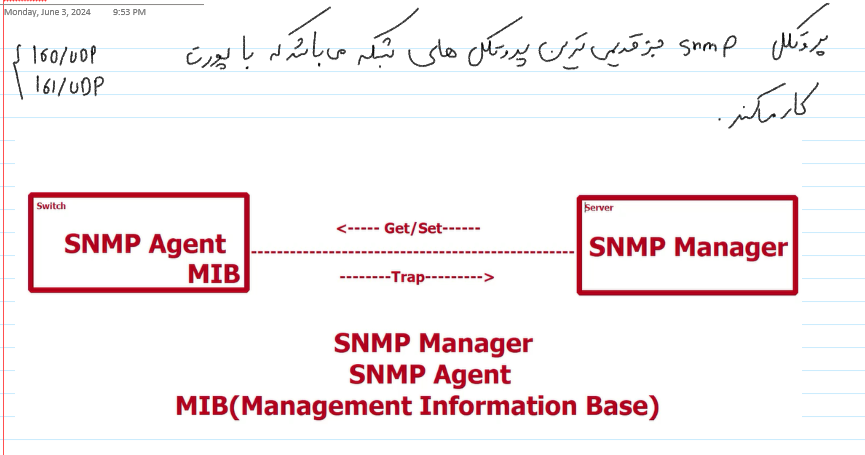 Monday, June 3, 2024 9:53 PM
پروتکل snmp جز قدیمی ترین پروتکل های شبکه می باشد که با پورت
160/UDP
161/UDP
کار میکند.
Switch
SNMP Agent
MIB
<----- Get/Set------
--------Trap--------->
Server
SNMP Manager
SNMP Manager
SNMP Agent
MIB(Management Information Base)